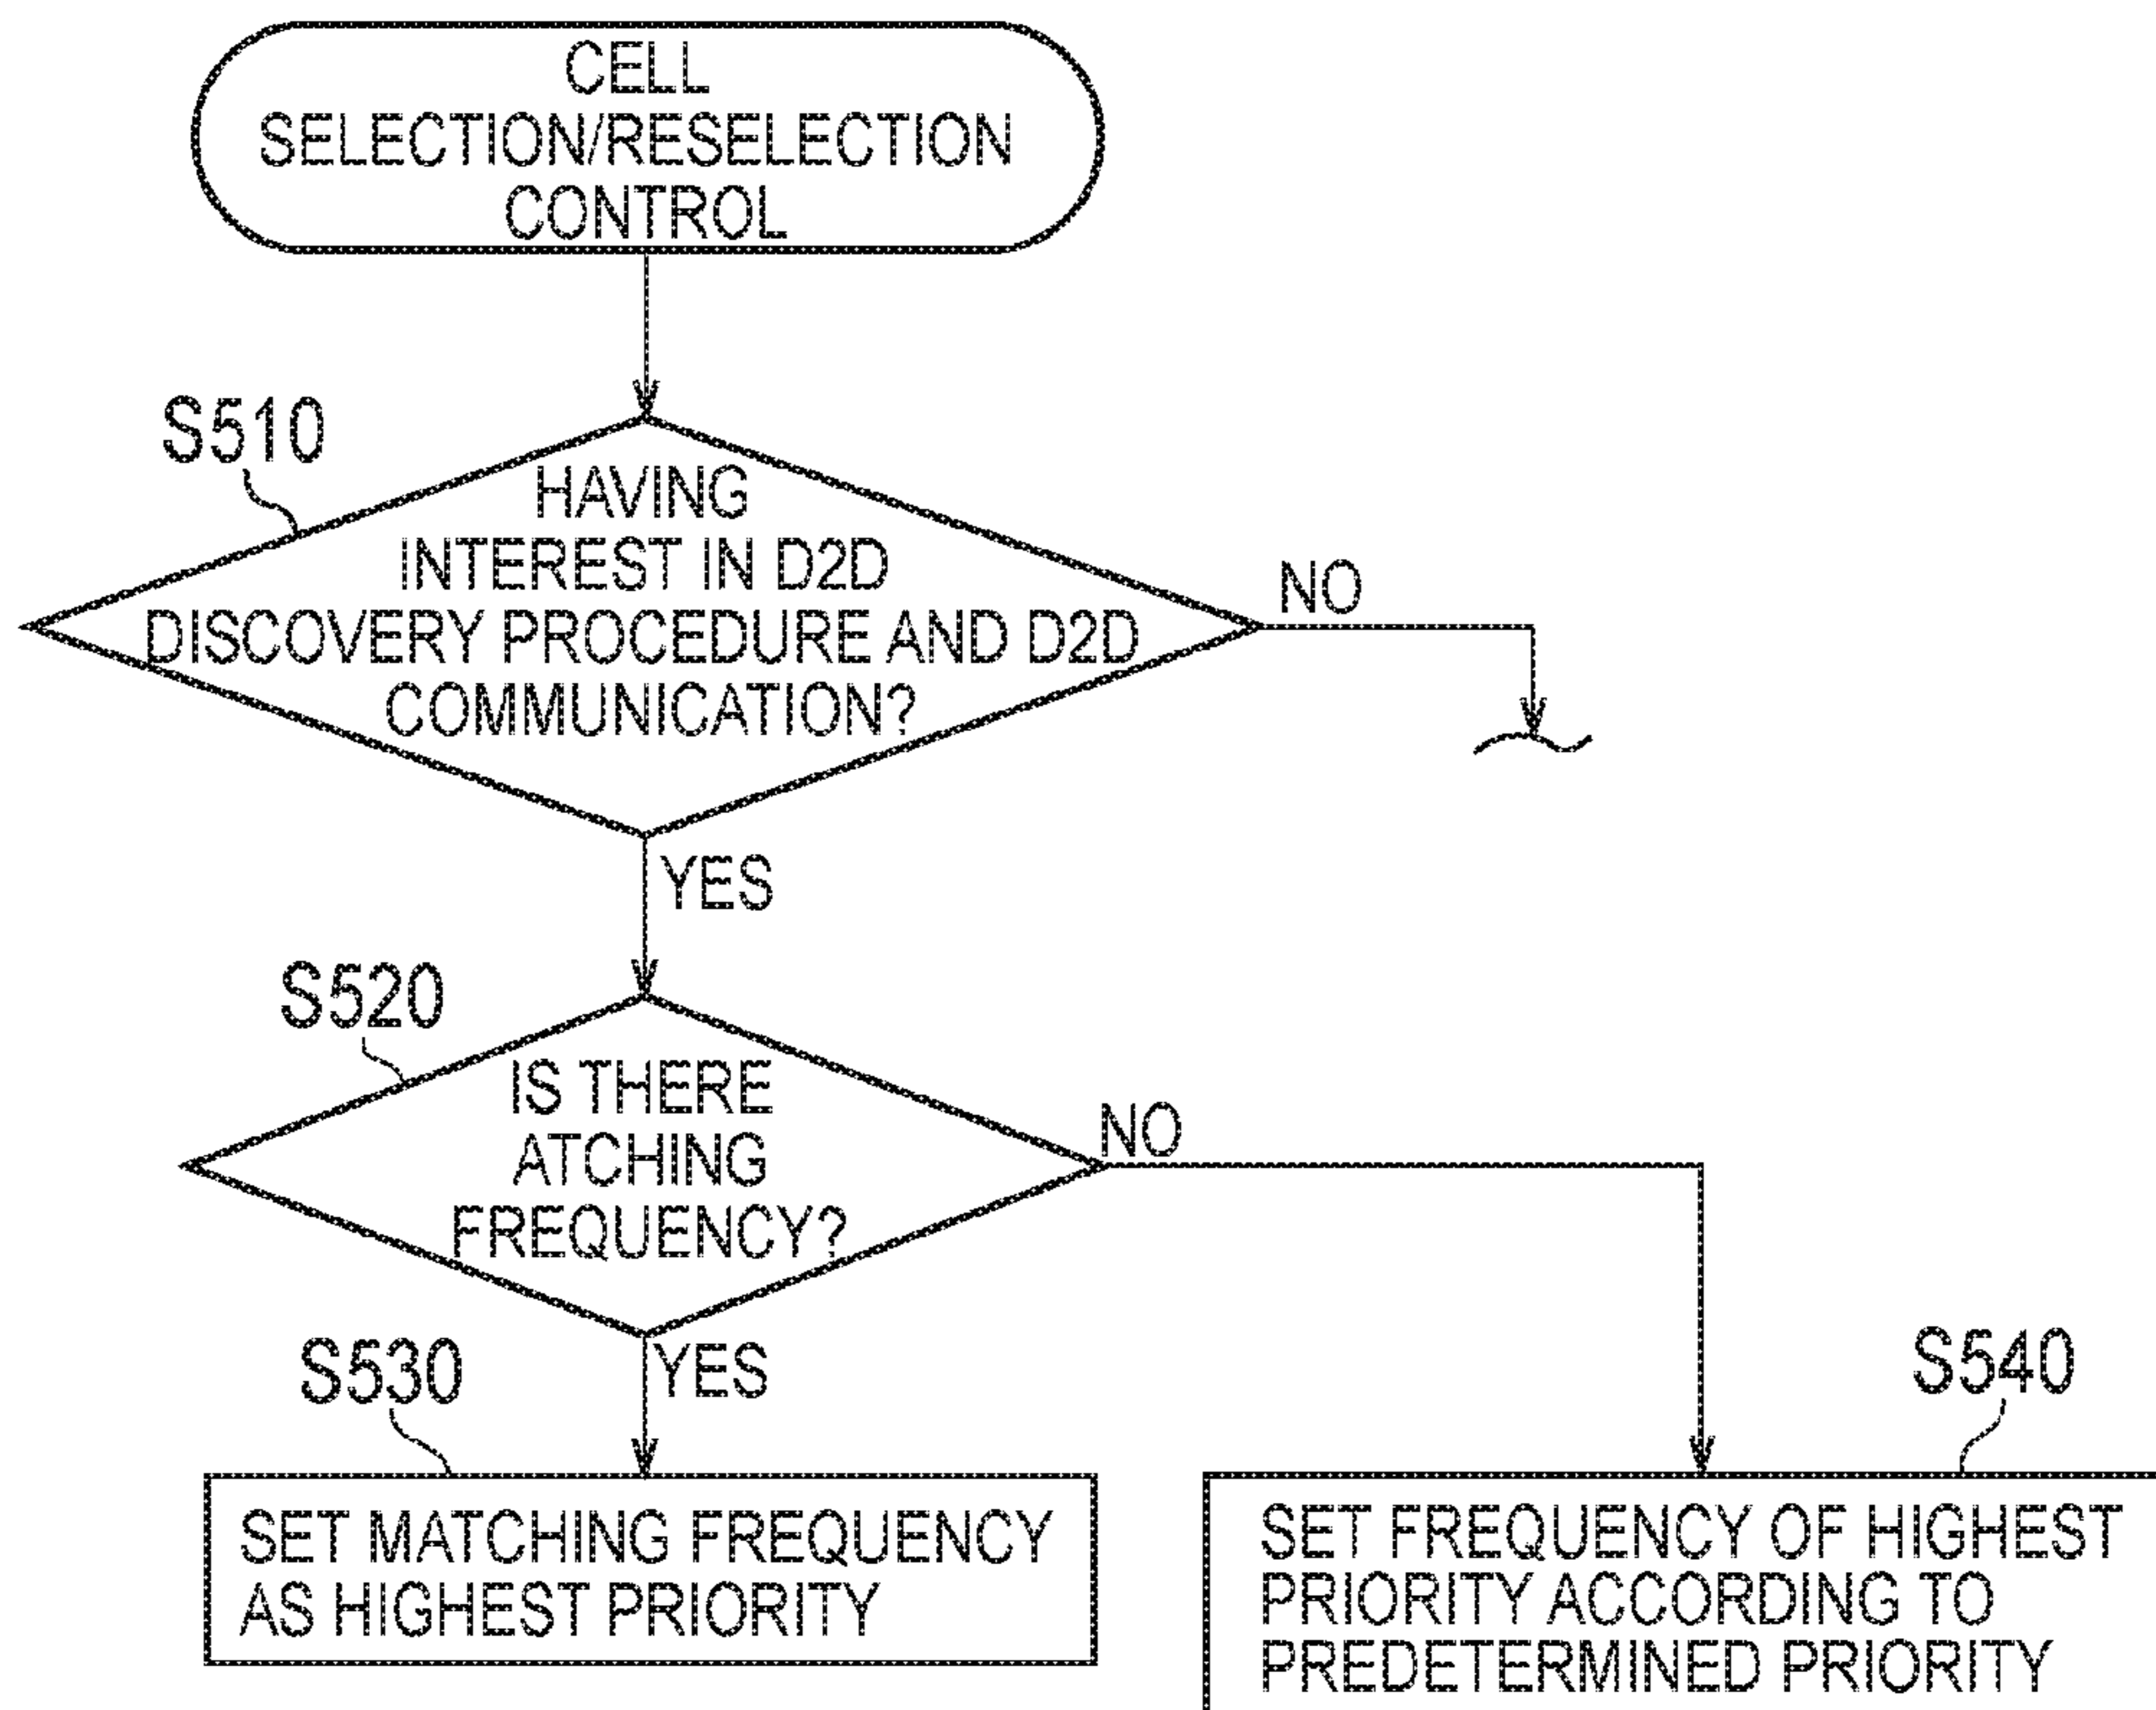 CELL
SELECTION/RESELECTION
CONTROL
S510
HAVING
INTEREST IN D2D
DISCOVERY PROCEDURE AND D2D
COMMUNICATION?
NO
YES
S520
IS THERE
ATCHING
FREQUENCY?
NO
YES
S530
SET MATCHING FREQUENCY
AS HIGHEST PRIORITY
S540
SET FREQUENCY OF HIGHEST
PRIORITY ACCORDING TO
PREDETERMINED PRIORITY